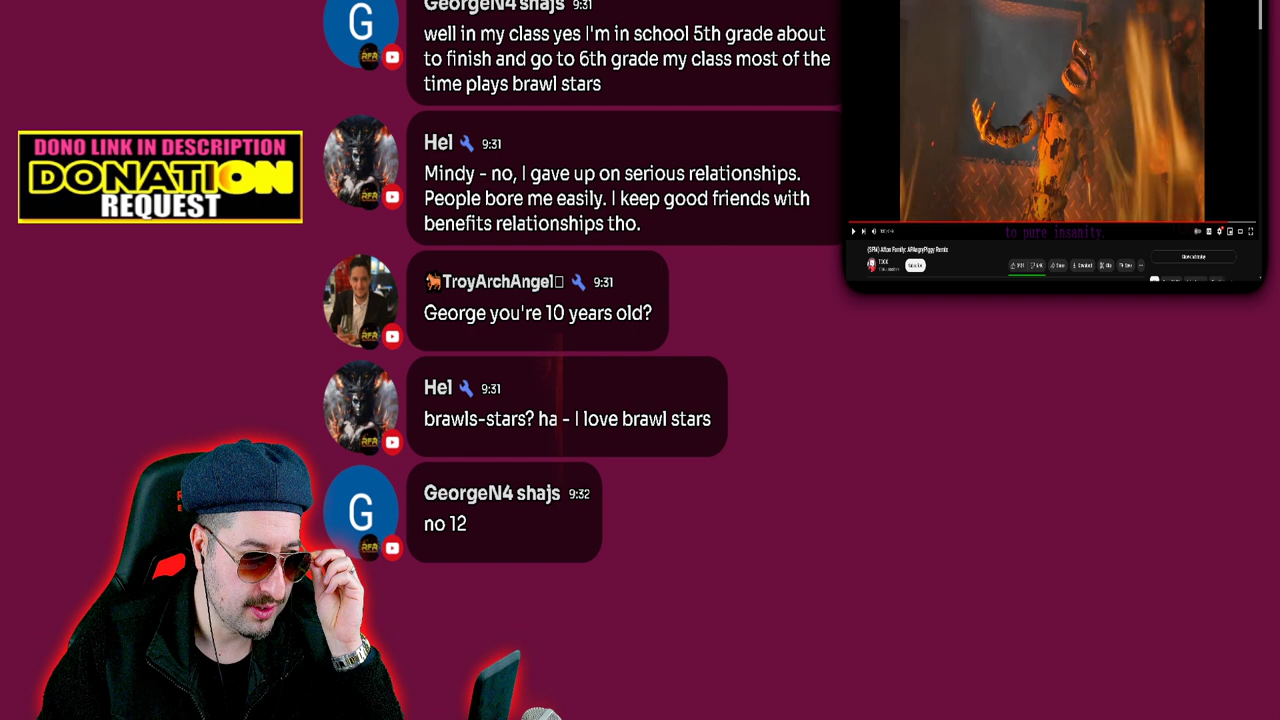 GeorgeN4 shajs 9:31
well in my class yes I'm in school 5th grade about
to finish and go to 6th grade my class most of the
time plays brawl stars
DONO LINK IN DESCRIPTION
DONATION
REQUEST
Hel 9:31
Mindy - no, I gave up on serious relationships.
People bore me easily. I keep good friends with
benefits relationships tho.
TroyArchAngel 9:31
George you're 10 years old?
Hel 9:31
brawls-stars? ha - I love brawl stars
GeorgeN4 shajs 9:32
no 12
G
G
to pure insanity.